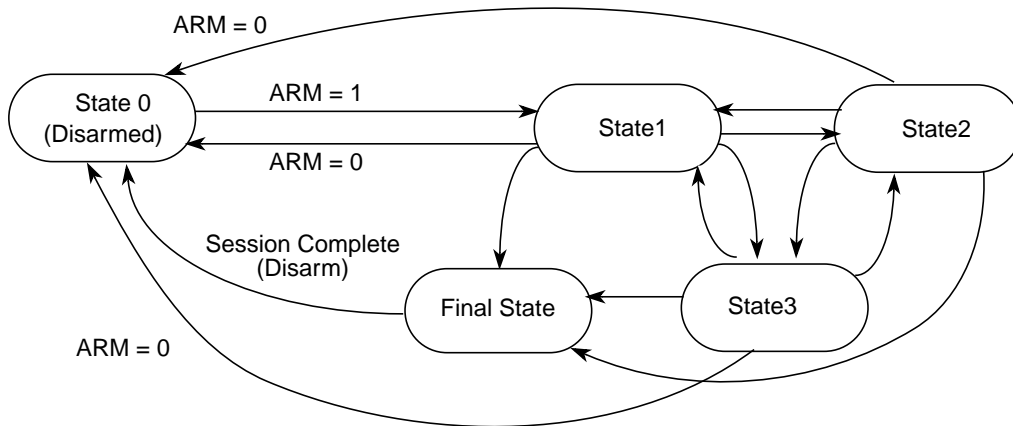 ARM = 0
State 0
(Disarmed)
ARM = 1
ARM = 0
State1
State2
Session Complete
(Disarm)
Final State
State3
ARM = 0